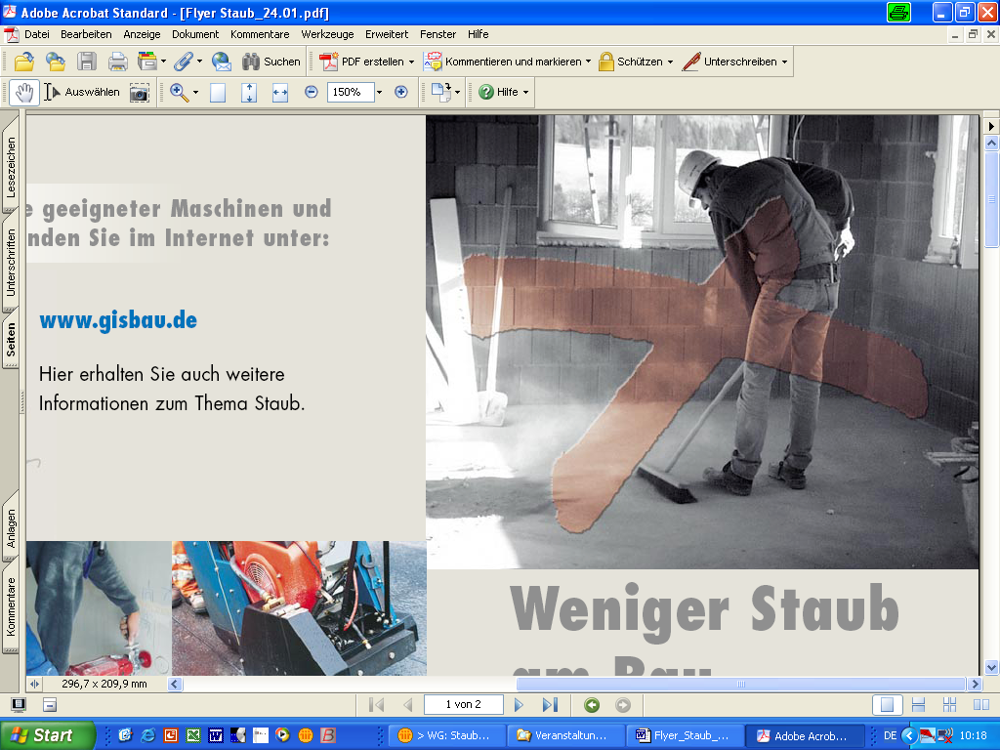 Adobe Acrobat Standard - [Flyer Staub_24.01.pdf]
Datei Bearbeiten Anzeige Dokument Kommentare Werkzeuge Erweitert Fenster Hilfe
Suchen PDF erstellen Kommentieren und markieren Schützen Unterschreiben
Auswählen 150% Hilfe
Lesezeichen
Unterschriften
Seiten
Anlagen
Kommentare
e geeigneter Maschinen und
nden Sie im Internet unter:
www.gisbau.de
Hier erhalten Sie auch weitere
Informationen zum Thema Staub.
Weniger Staub
am Bau
296,7 x 209,9 mm
1 von 2
Start > WG: Staub... Veranstaltun... Flyer_Staub_... Adobe Acrob... DE 10:18